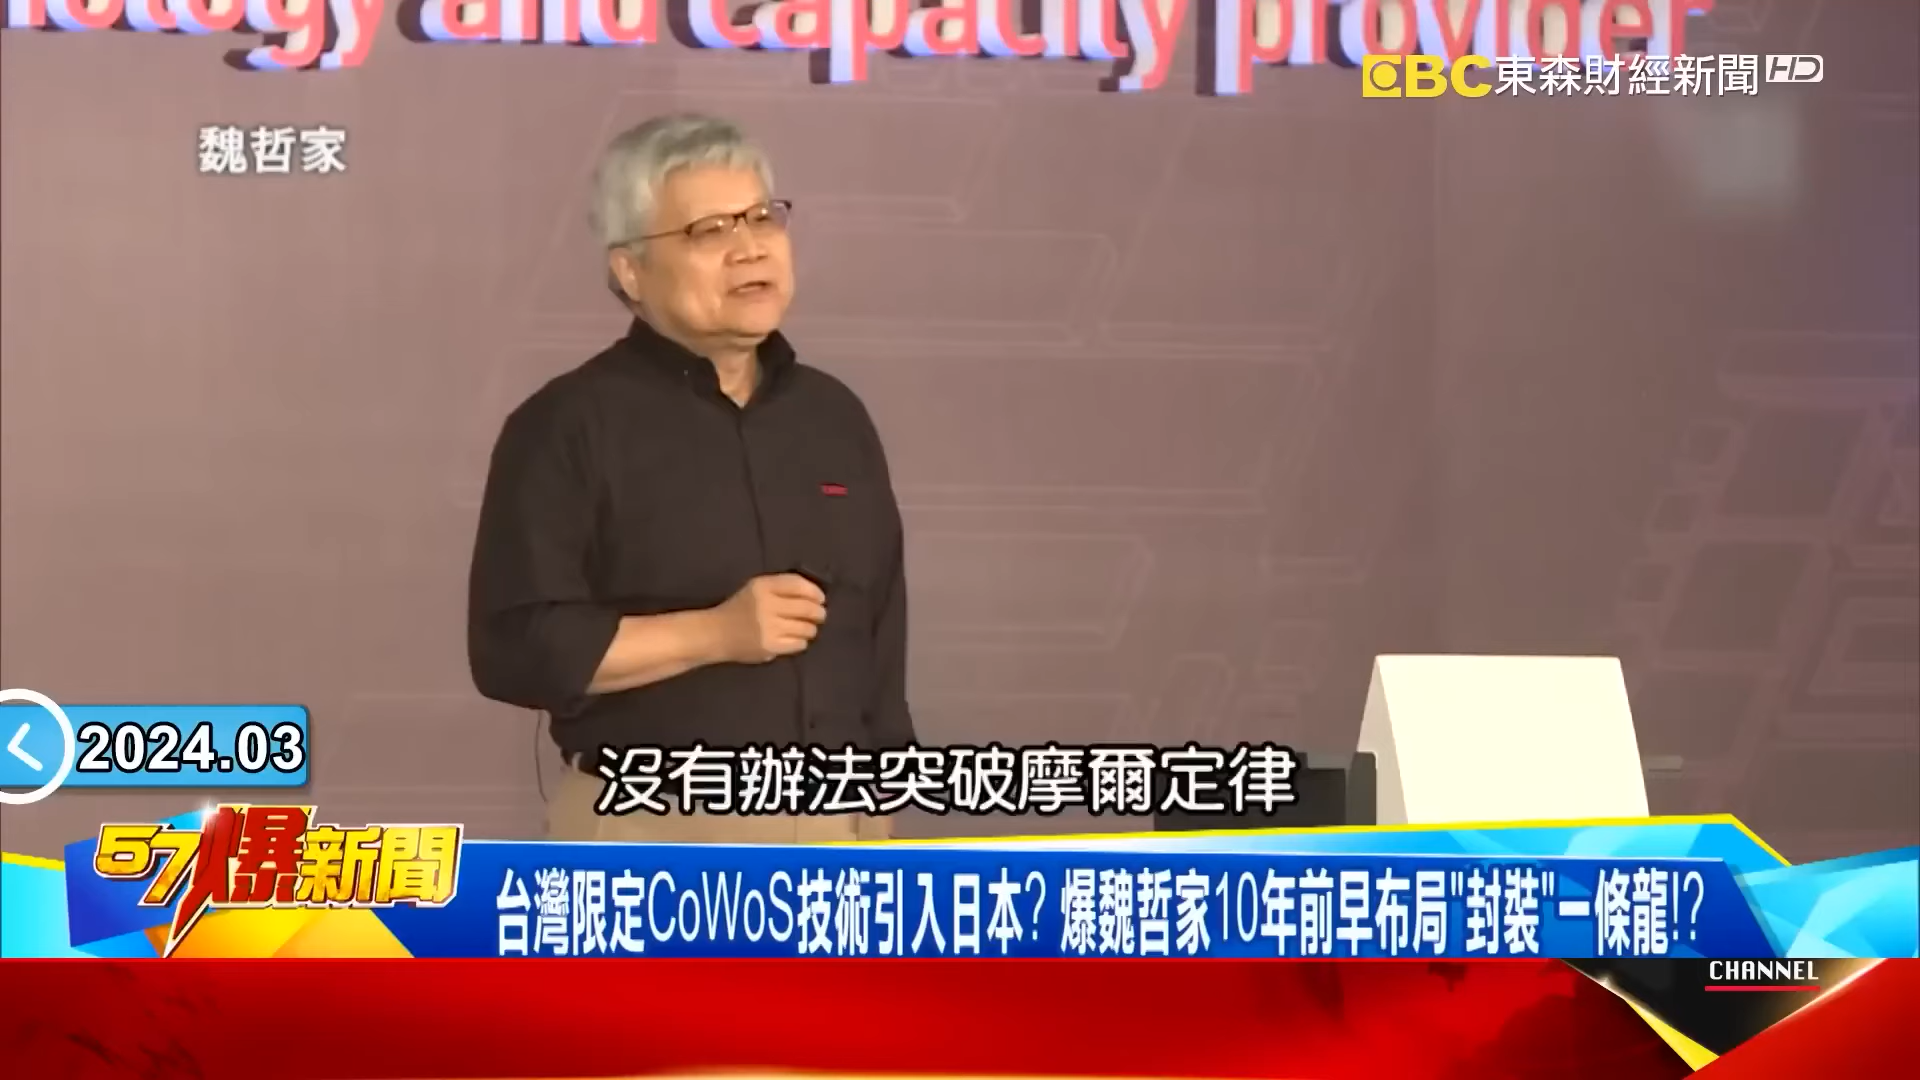 nology and capacity provider
EBC東森財經新聞HD
魏哲家
2024.03
沒有辦法突破摩爾定律
57爆新聞
台灣限定CoWoS技術引入日本? 爆魏哲家10年前早布局"封裝"一條龍!?
CHANNEL